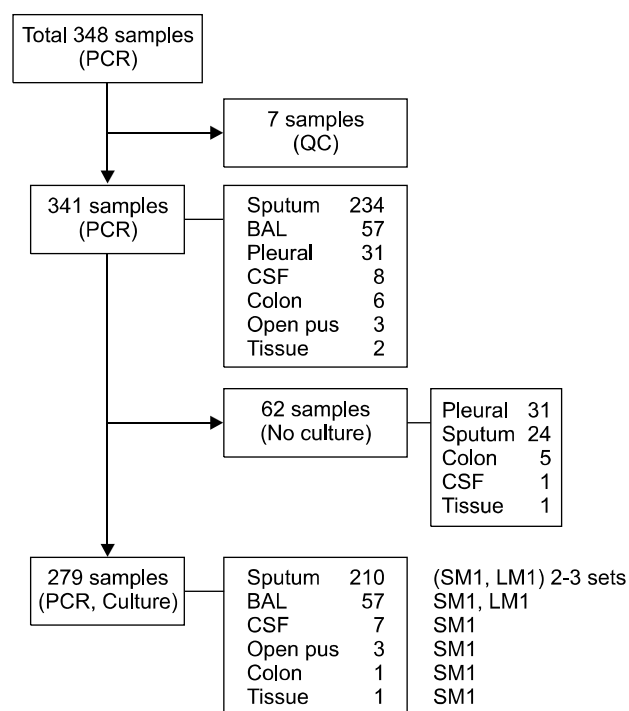 Total 348 samples
(PCR)
7 samples
(QC)
341 samples
(PCR)
Sputum 234
BAL 57
Pleural 31
CSF 8
Colon 6
Open pus 3
Tissue 2
62 samples
(No culture)
Pleural 31
Sputum 24
Colon 5
CSF 1
Tissue 1
279 samples
(PCR, Culture)
Sputum 210 (SM1, LM1) 2-3 sets
BAL 57 SM1, LM1
CSF 7 SM1
Open pus 3 SM1
Colon 1 SM1
Tissue 1 SM1